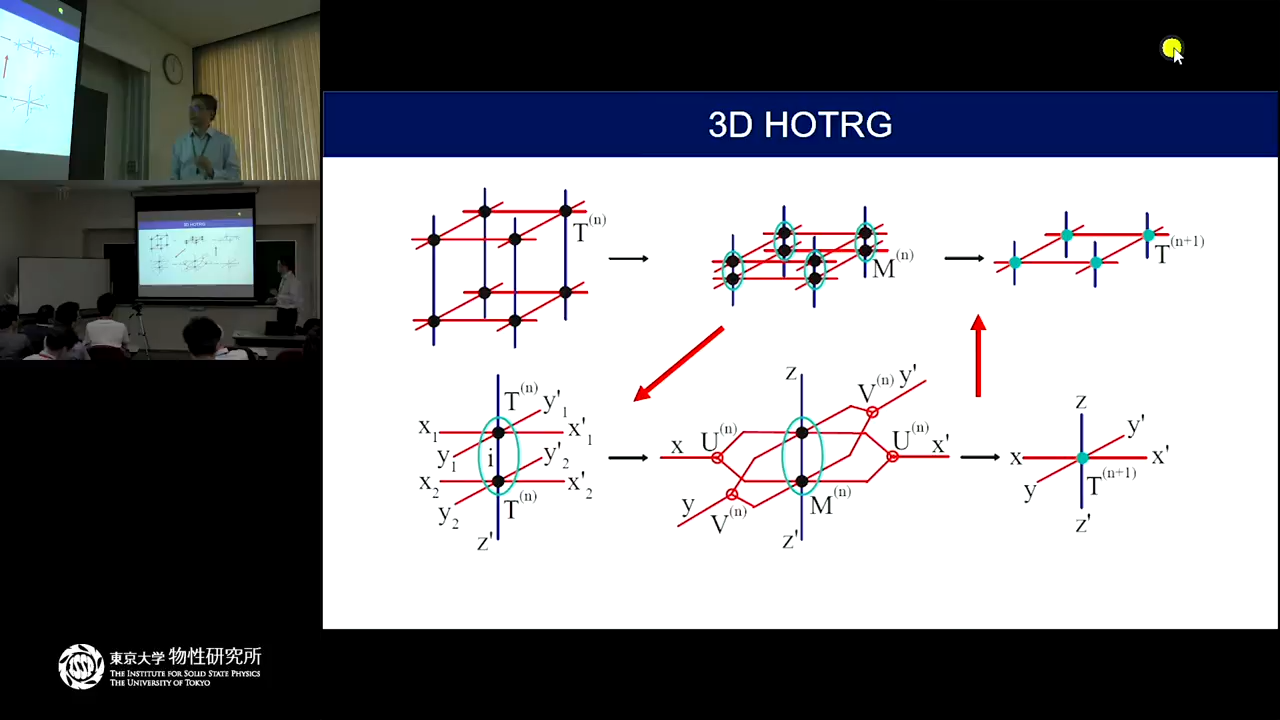 3D HOTRG
T(n)
M(n)
T(n+1)
T(n)
x1
x'1
y1
y'1
i
x2
x'2
y2
y'2
T(n)
z'
z
V(n)
y'
x
U(n)
U(n)
x'
y
V(n)
M(n)
z'
z
y'
x
x'
y
T(n+1)
z'
東京大学 物性研究所
THE INSTITUTE FOR SOLID STATE PHYSICS
THE UNIVERSITY OF TOKYO